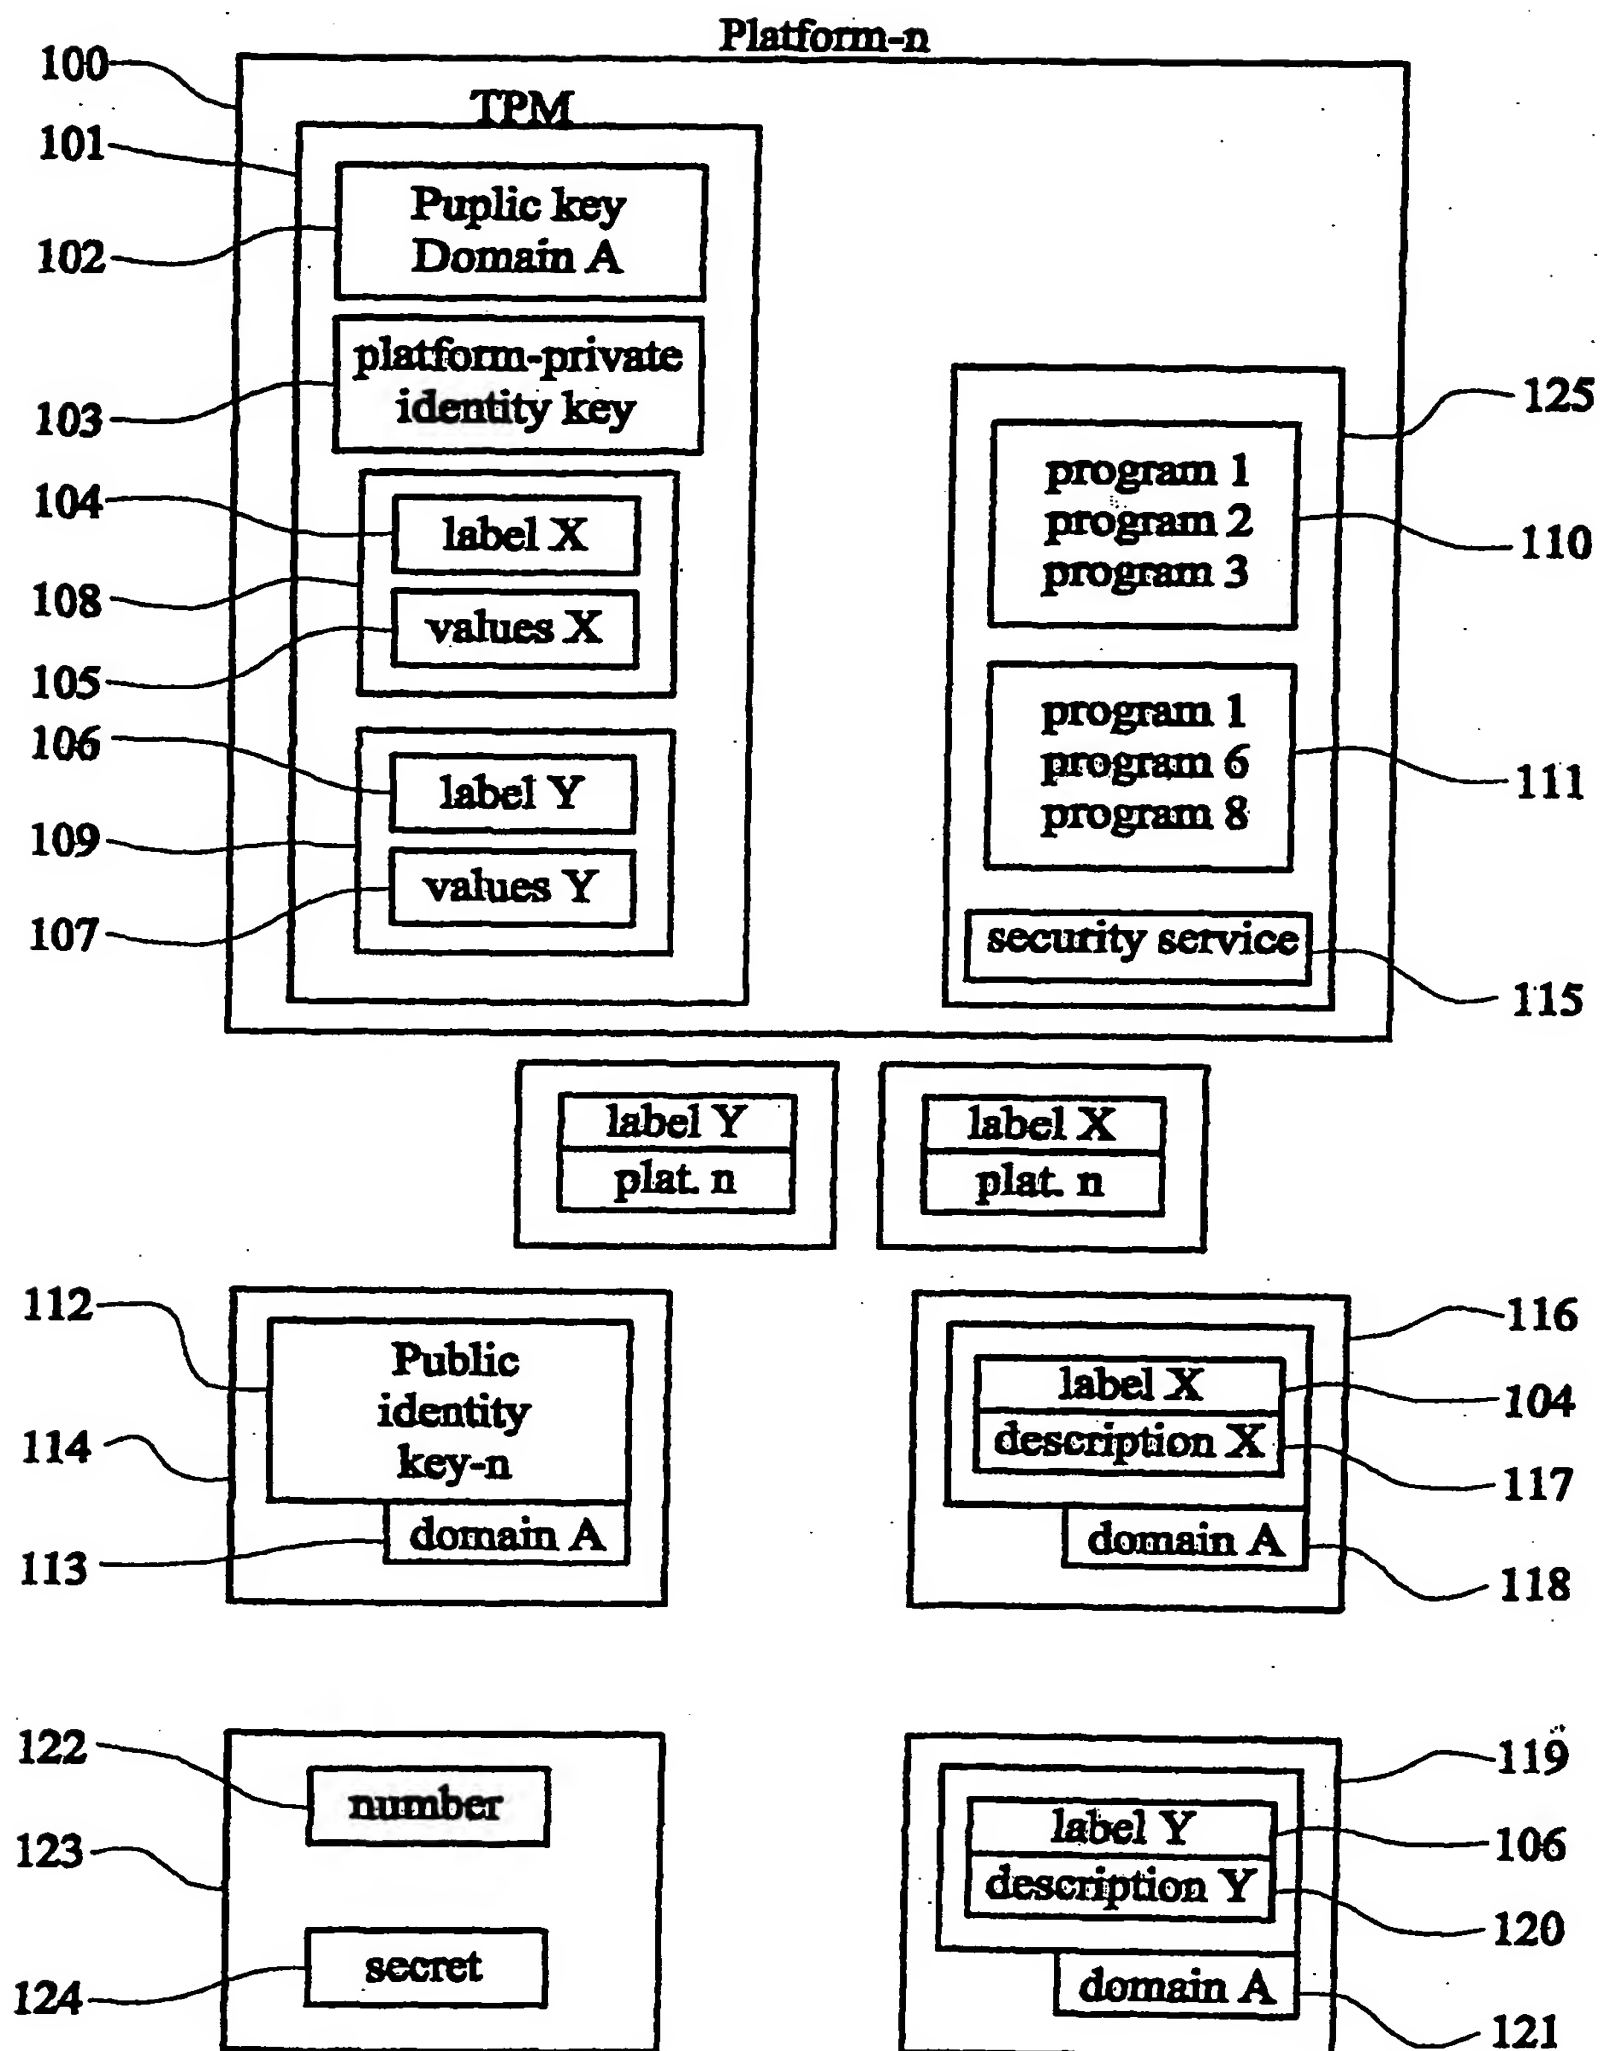 Platform-n
100
TPM
101
Puplic key
Domain A
102
platform-private
identity key
103
104
label X
108
values X
105
106
label Y
109
values Y
107
125
program 1
program 2
program 3
110
program 1
program 6
program 8
111
security service
115
label Y
plat. n
label X
plat. n
112
Public
identity
key-n
114
domain A
113
116
label X
104
description X
117
domain A
118
122
number
123
secret
124
119
label Y
106
description Y
120
domain A
121